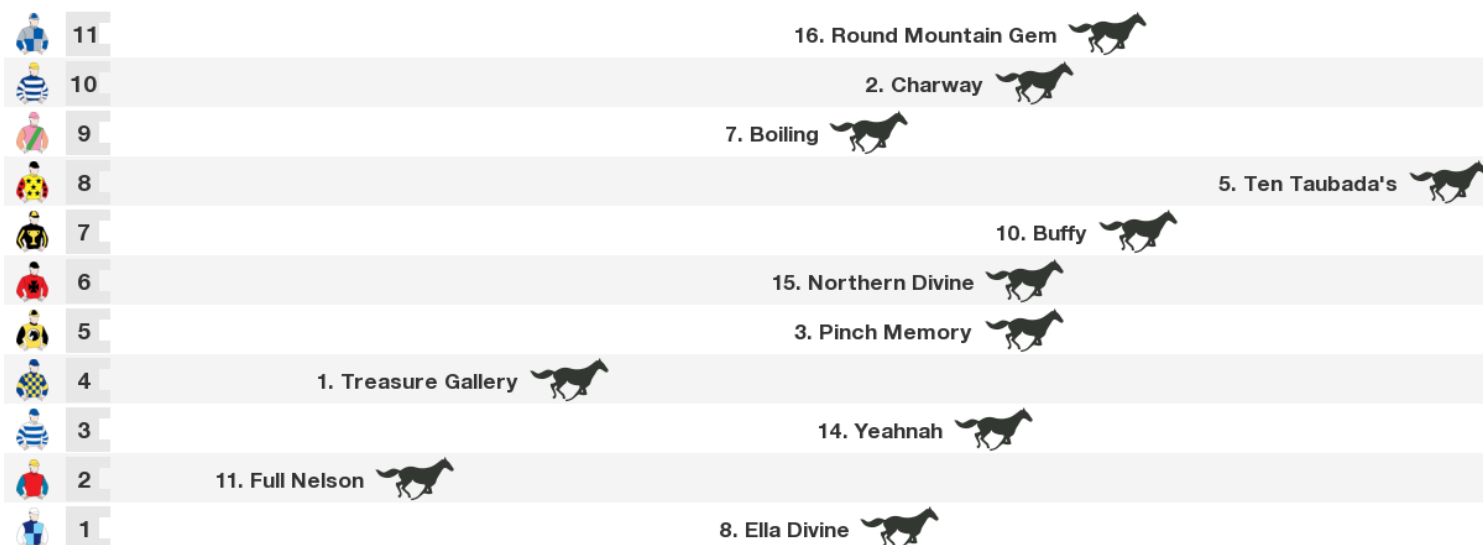 11 16. Round Mountain Gem
10 2. Charway
9 7. Boiling
8 5. Ten Taubada's
7 10. Buffy
6 15. Northern Divine
5 3. Pinch Memory
4 1. Treasure Gallery
3 14. Yeahnah
2 11. Full Nelson
1 8. Ella Divine